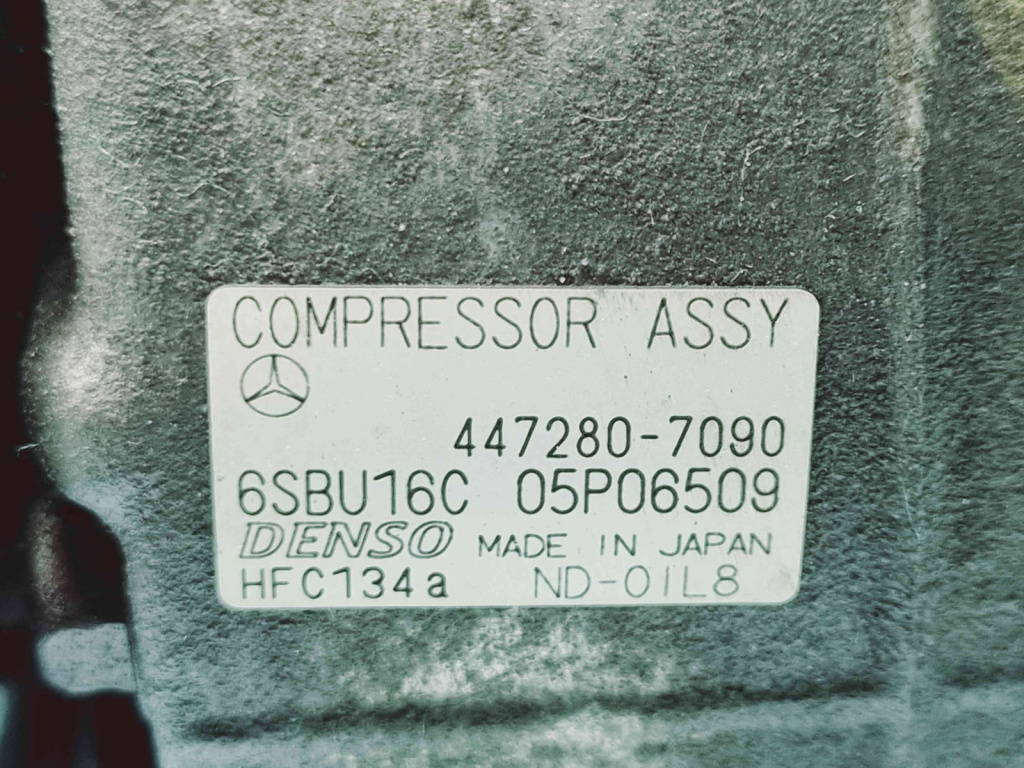 COMPRESSOR ASSY
447280-7090
6SBU16C 05P06509
DENSO MADE IN JAPAN
HFC134a ND-OIL8